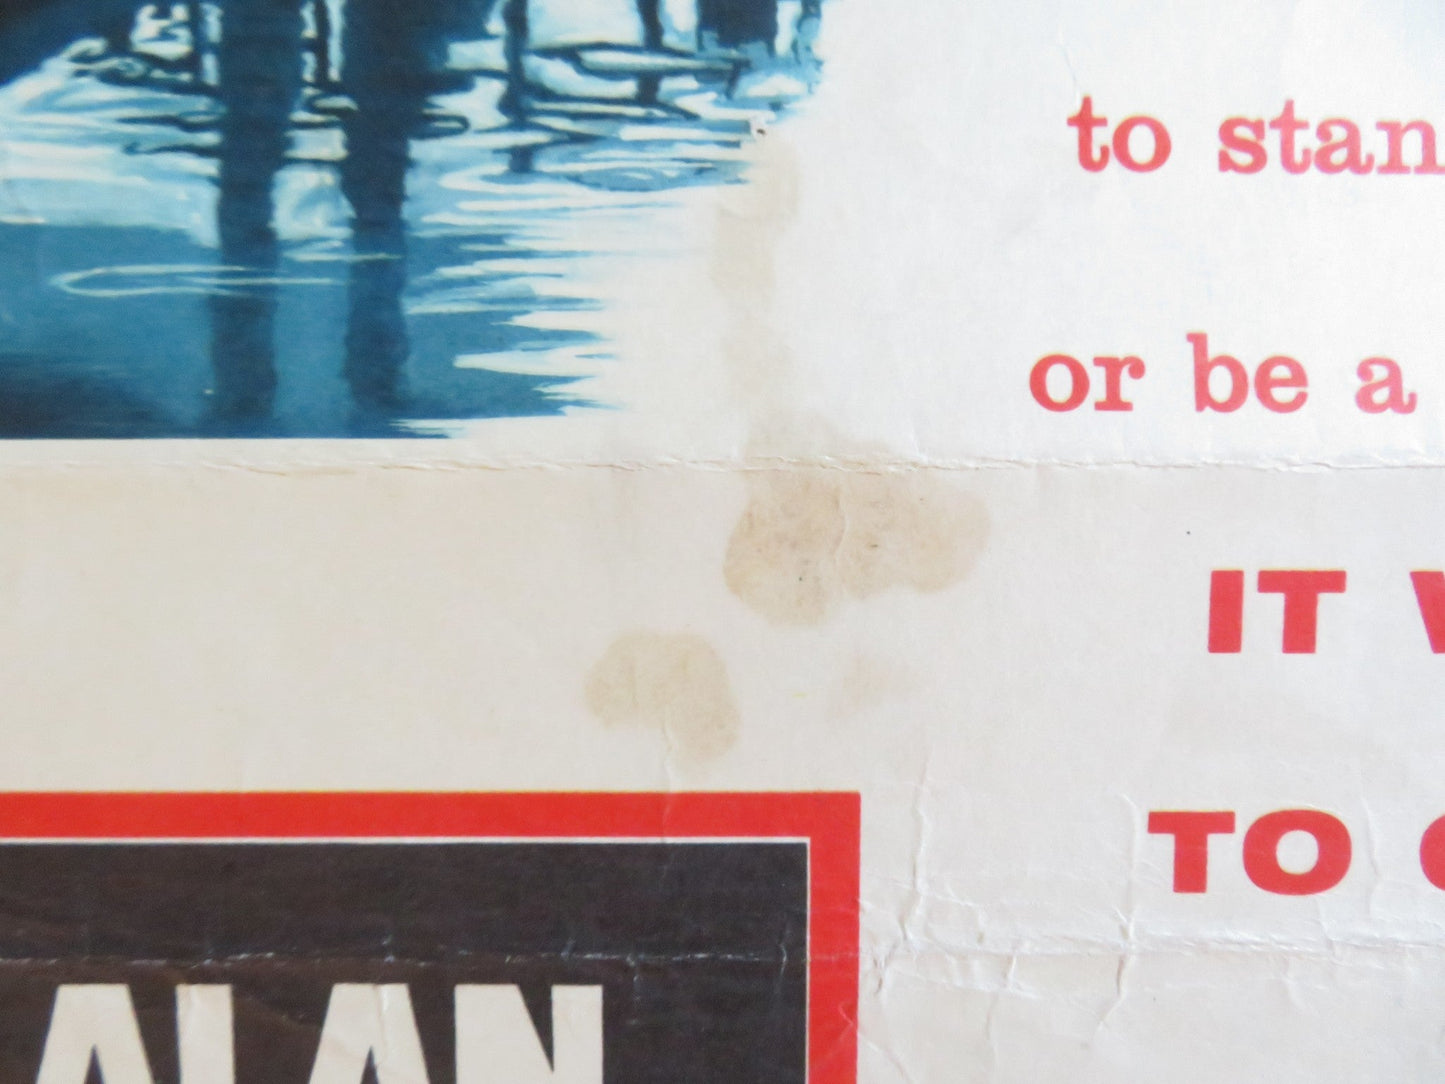 to stan
or be a
IT
TO
ALAN